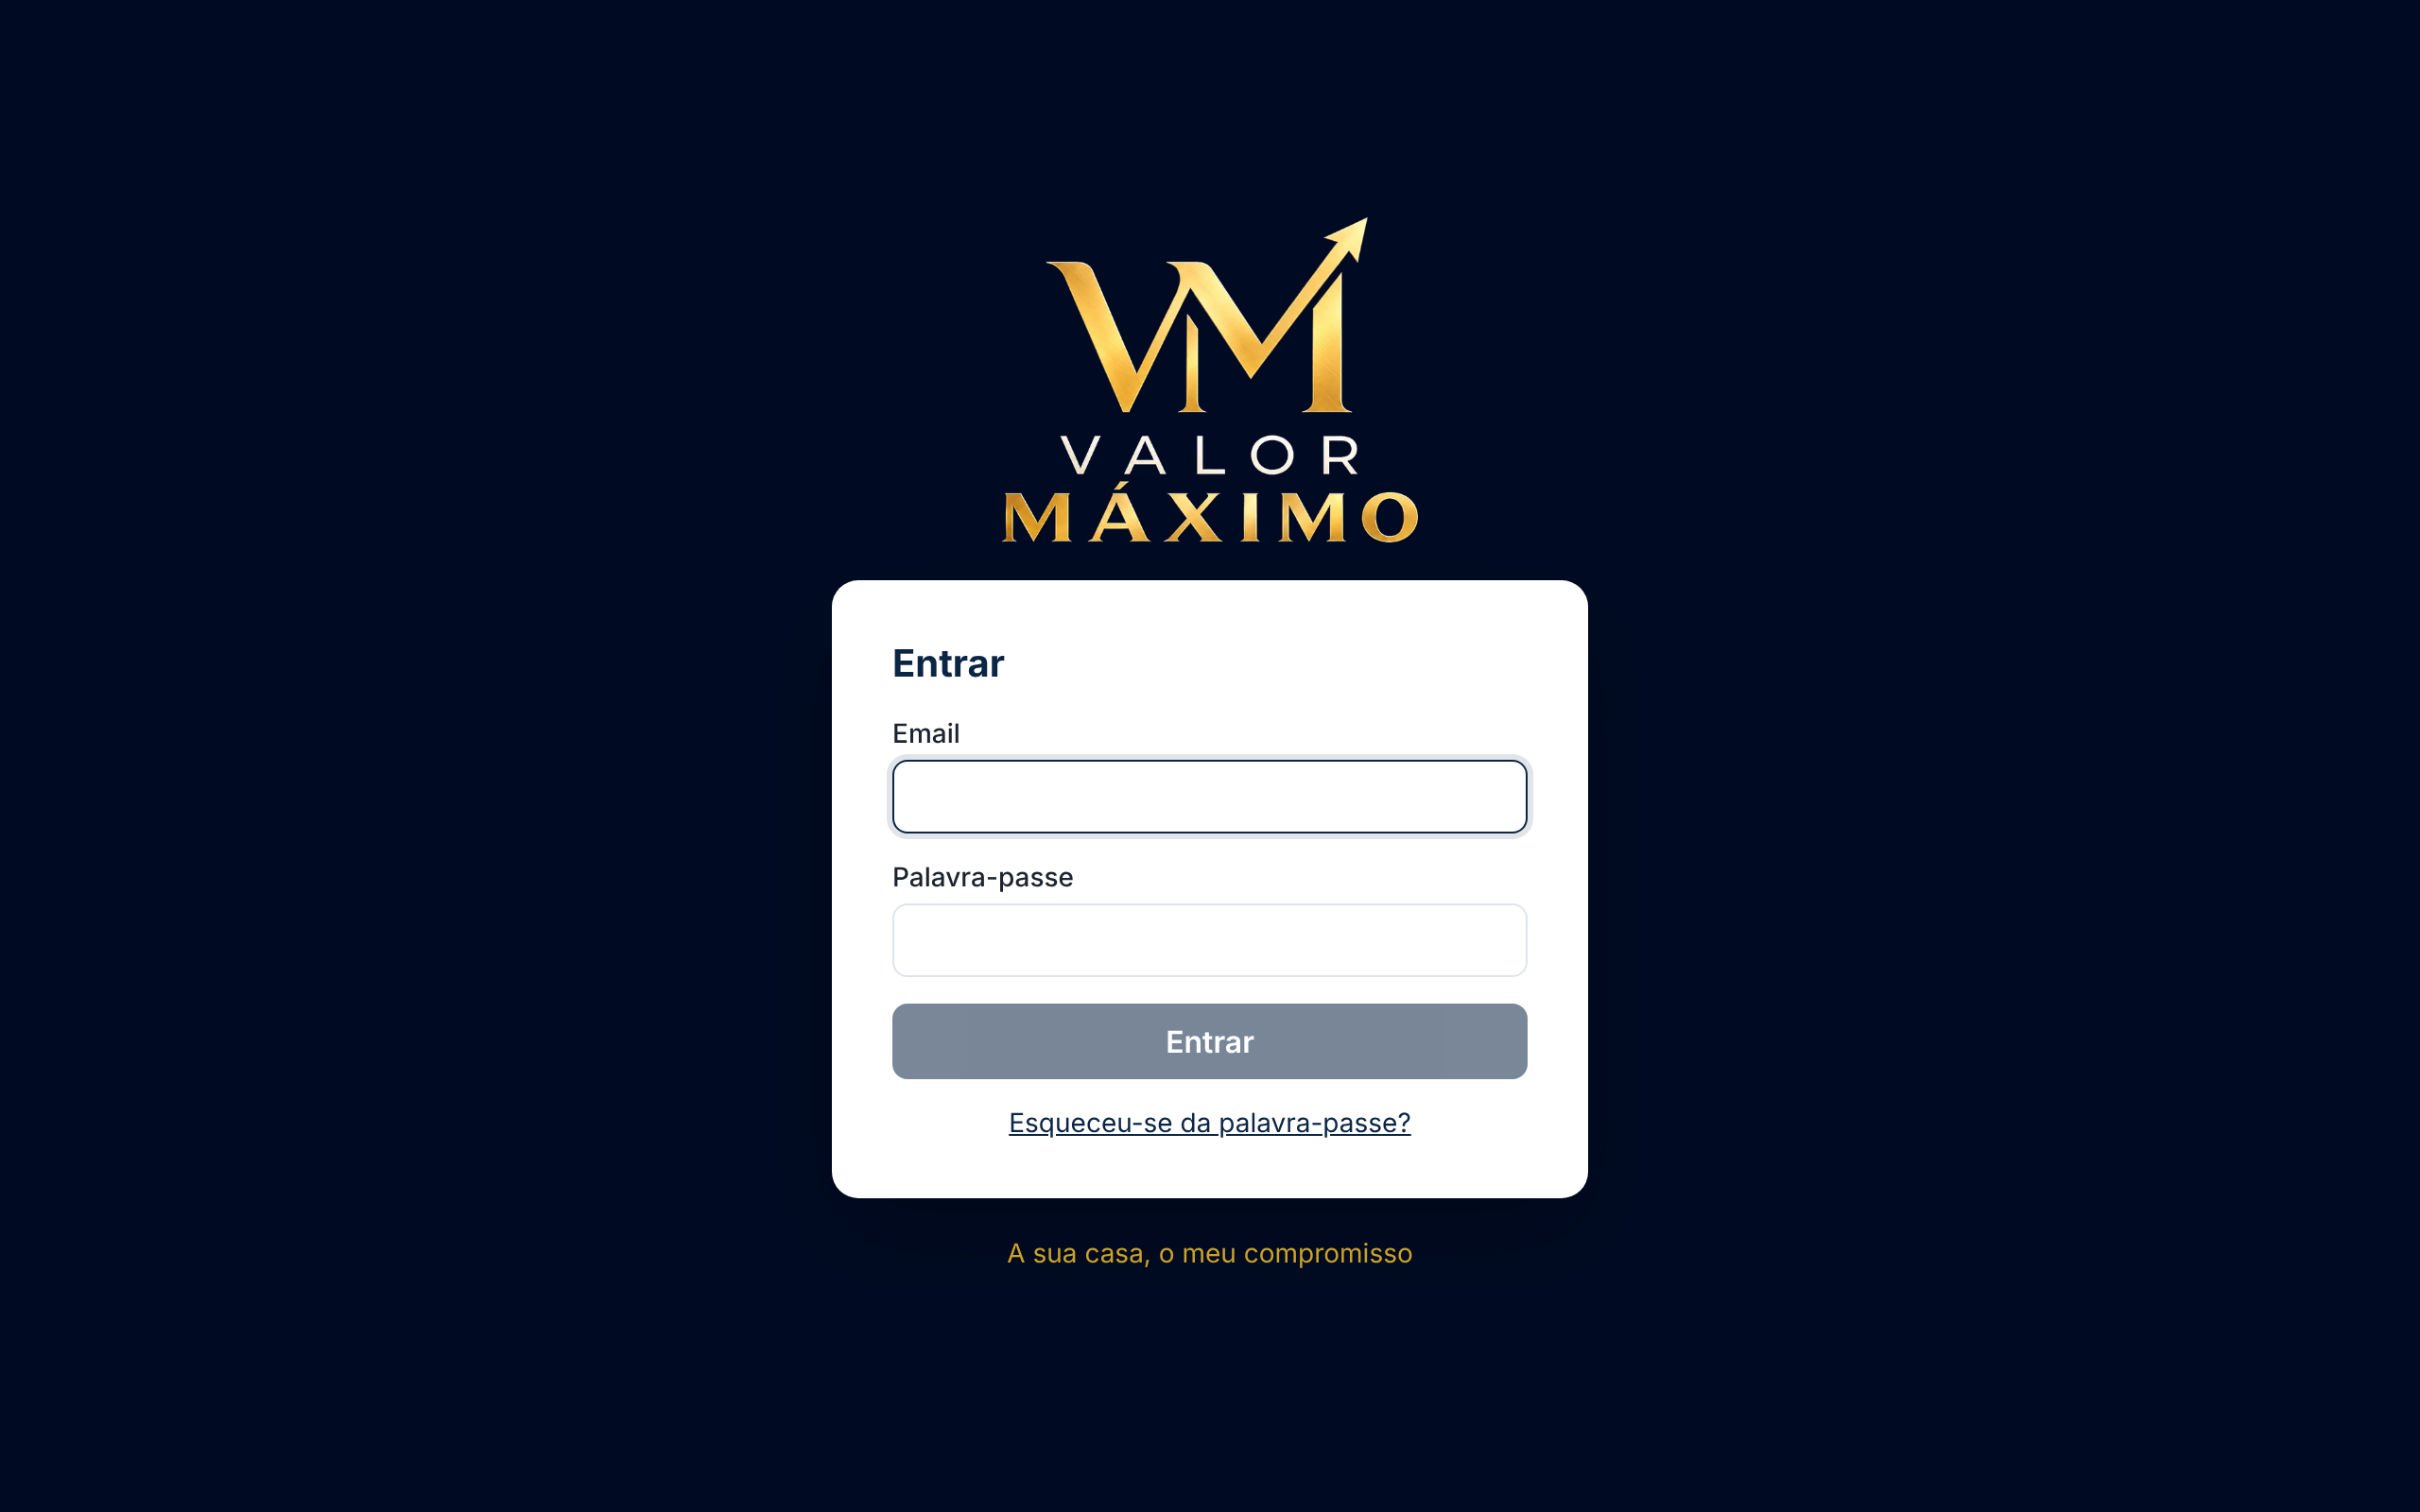 VM
VALOR
MÁXIMO
Entrar
Email
Palavra-passe
Entrar
Esqueceu-se da palavra-passe?
A sua casa, o meu compromisso